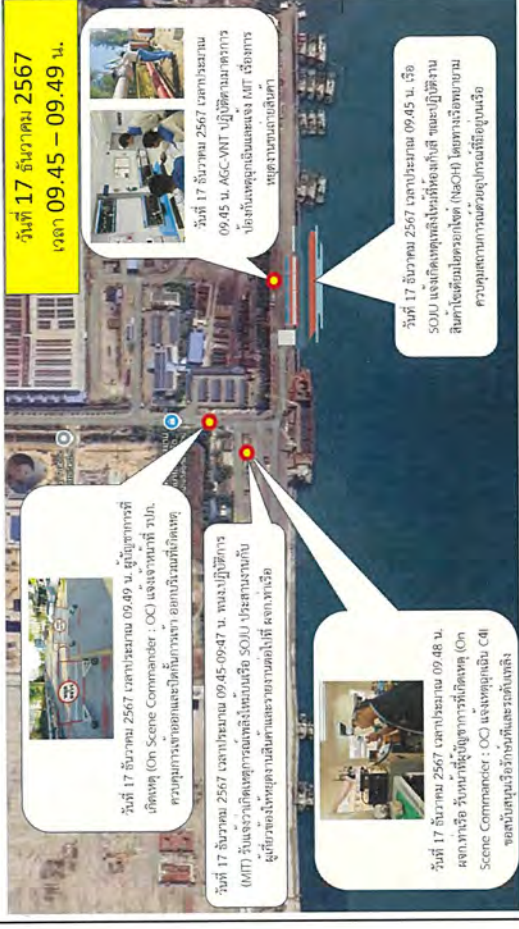 วันที่ 17 ธันวาคม 2567
เวลา 09.45 – 09.49 น.
วันที่ 17 ธันวาคม 2567 เวลาประมาณ 09.49 น. ผู้บัญชาการที่
เกิดเหตุ (On Scene Commander : OC) แจ้งเจ้าหน้าที่ รปภ.
ควบคุมการเข้าออกและปิดกั้นการเข้า ออกบริเวณที่เกิดเหตุ
วันที่ 17 ธันวาคม 2567 เวลาประมาณ
09.45 น. AGC-VNT ปฏิบัติตามมาตรการ
ป้องกันเหตุฉุกเฉินและแจ้ง MIT เรื่องการ
หยุดงานขนถ่ายสินค้า
วันที่ 17 ธันวาคม 2567 เวลาประมาณ 09.45-09:47 น. พนง.ปฏิบัติการ
(MIT) รับแจ้งว่าเกิดเหตุการณ์เพลิงไหม้บนเรือ SOJU ประสานงานกับ
ผู้เกี่ยวข้องให้หยุดงานสินค้าและรายงานต่อไปที่ ผจก.ท่าเรือ
วันที่ 17 ธันวาคม 2567 เวลาประมาณ 09.48 น.
ผจก.ท่าเรือ รับหน้าที่ผู้บัญชาการที่เกิดเหตุ (On
Scene Commander : OC) แจ้งเหตุฉุกเฉิน C4I
ขอสนับสนุนเรือรักษ์นทีและรถดับเพลิง
วันที่ 17 ธันวาคม 2567 เวลาประมาณ 09.45 น. เรือ
SOJU แจ้งเกิดเหตุเพลิงไหม้ที่ห้องเก็บสี ขณะปฏิบัติงาน
สินค้าโซเดียมไฮดรอกไซด์ (NaOH) โดยทางเรือพยายาม
ควบคุมสถานการณ์ด้วยอุปกรณ์ที่มีอยู่บนเรือ